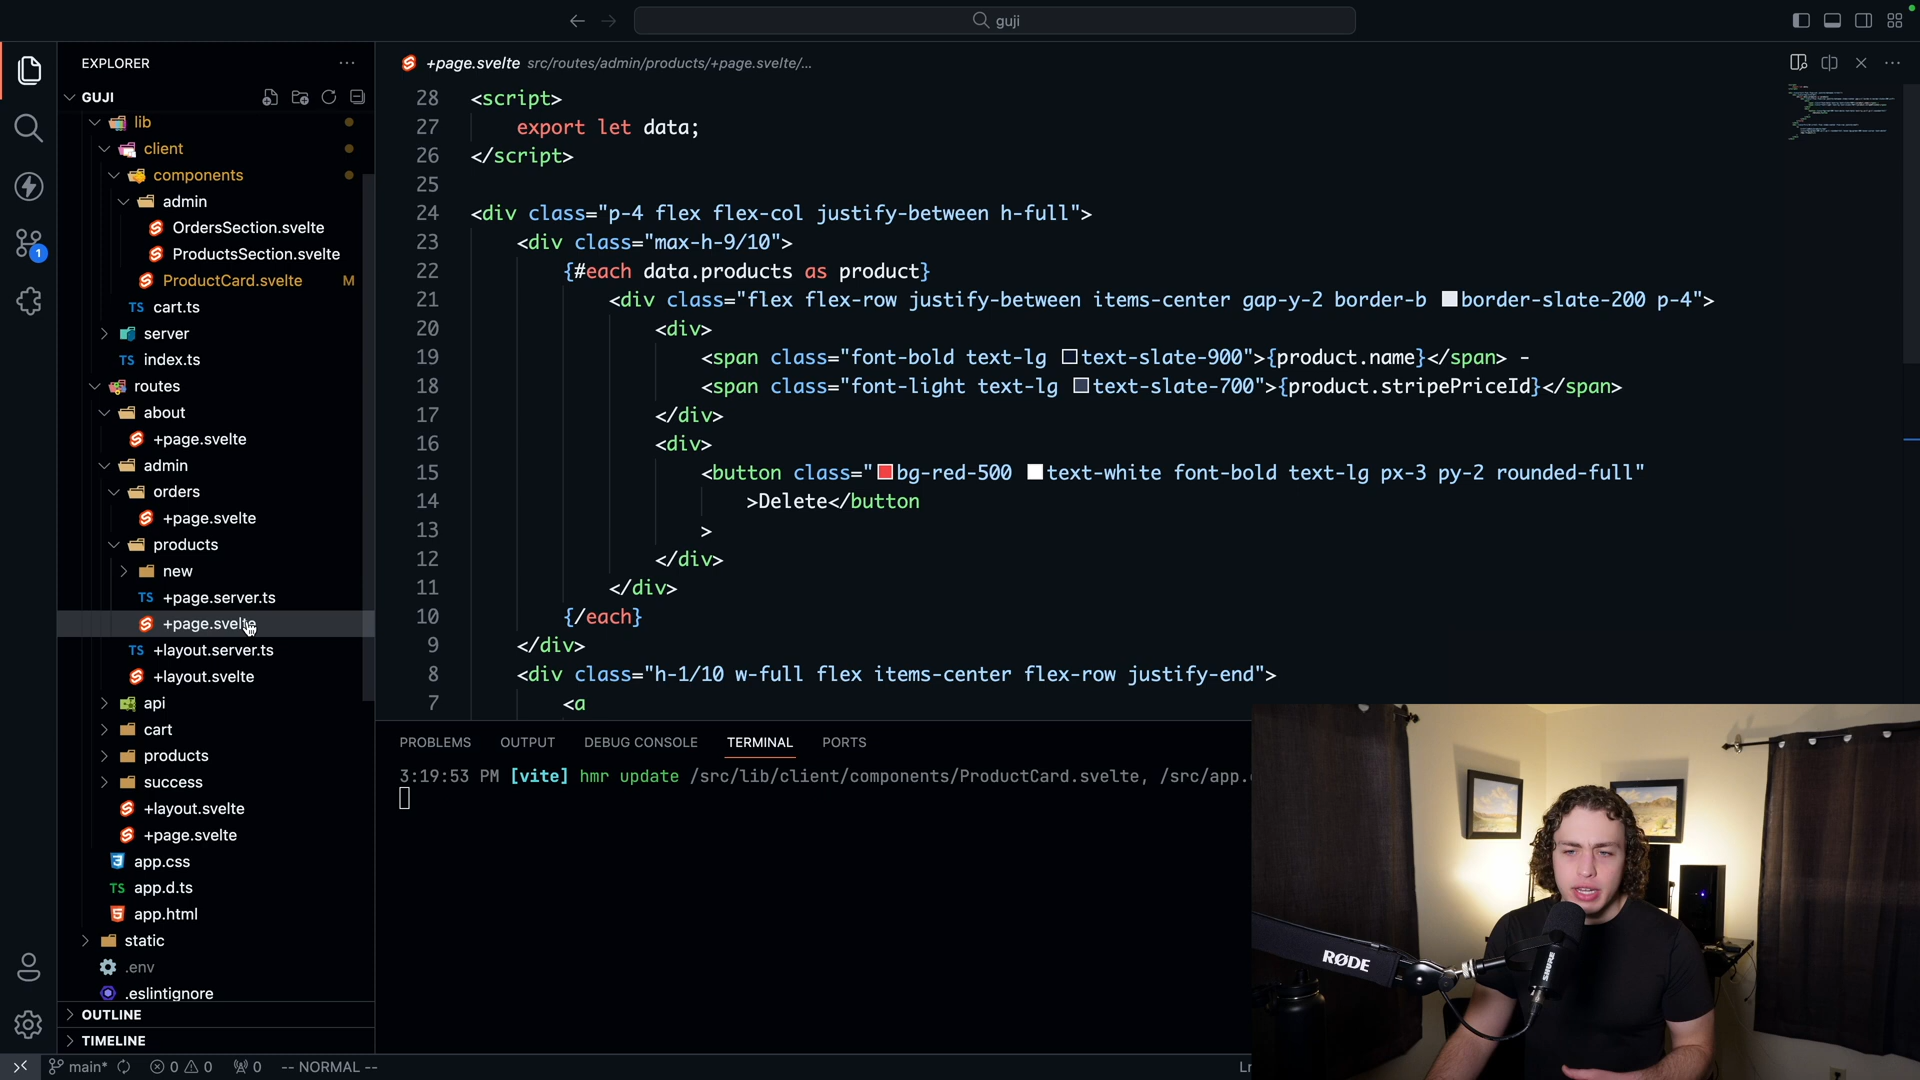 guji
EXPLORER
GUJI
lib
client
components
admin
OrdersSection.svelte
ProductsSection.svelte
ProductCard.svelte M
TS cart.ts
server
TS index.ts
routes
about
+page.svelte
admin
orders
+page.svelte
products
new
TS +page.server.ts
+page.svelte
TS +layout.server.ts
+layout.svelte
api
cart
products
success
+layout.svelte
+page.svelte
app.css
TS app.d.ts
app.html
static
.env
.eslintignore
OUTLINE
TIMELINE
1
+page.svelte src/routes/admin/products/+page.svelte/...
28 <script>
27 export let data;
26 </script>
25
24 <div class="p-4 flex flex-col justify-between h-full">
23 <div class="max-h-9/10">
22 {#each data.products as product}
21 <div class="flex flex-row justify-between items-center gap-y-2 border-b border-slate-200 p-4">
20 <div>
19 <span class="font-bold text-lg text-slate-900">{product.name}</span> -
18 <span class="font-light text-lg text-slate-700">{product.stripePriceId}</span>
17 </div>
16 <div>
15 <button class="bg-red-500 text-white font-bold text-lg px-3 py-2 rounded-full"
14 >Delete</button
13 >
12 </div>
11 </div>
10 {/each}
9 </div>
8 <div class="h-1/10 w-full flex items-center flex-row justify-end">
7 <a
PROBLEMS OUTPUT DEBUG CONSOLE TERMINAL PORTS
3:19:53 PM [vite] hmr update /src/lib/client/components/ProductCard.svelte, /src/app.
RØDE
SHURE
main* 0 0 0 -- NORMAL --